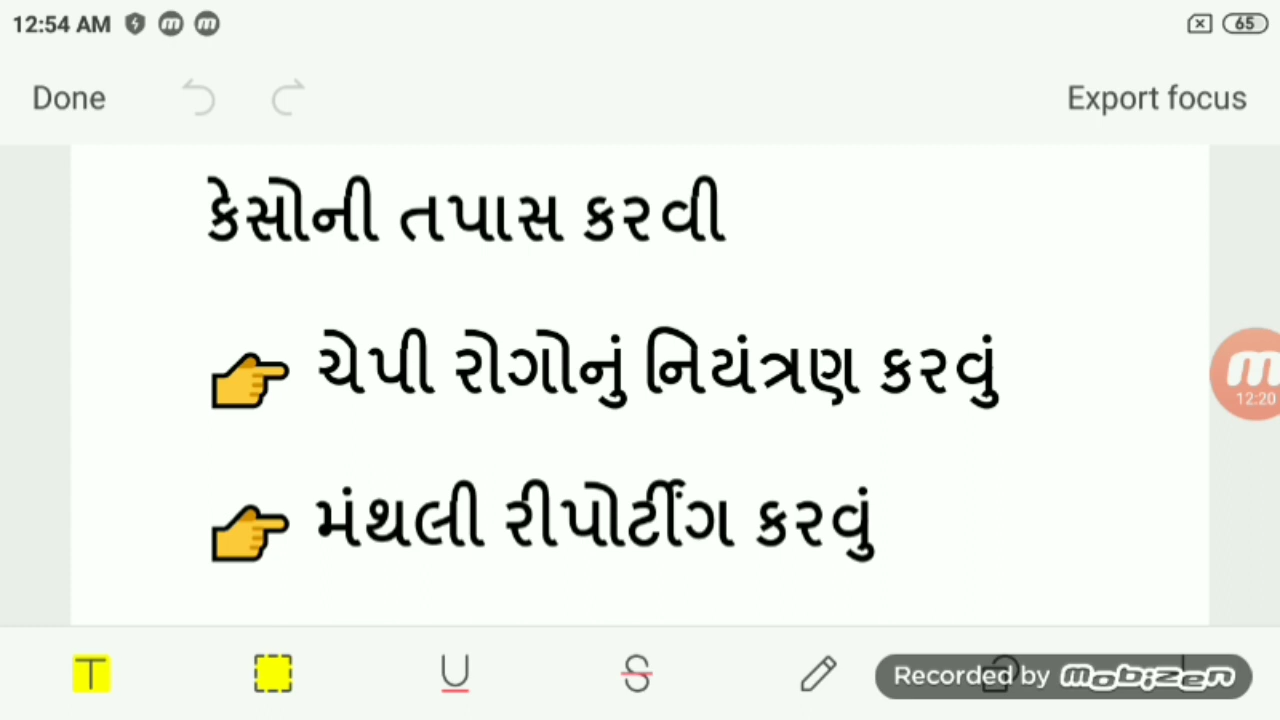 12:54 AM 65
Done Export focus
કેસોની તપાસ કરવી
👉 ચેપી રોગોનું નિયંત્રણ કરવું
12:20
👉 મંથલી રીપોર્ટીંગ કરવું
T U S
Recorded by mobizen